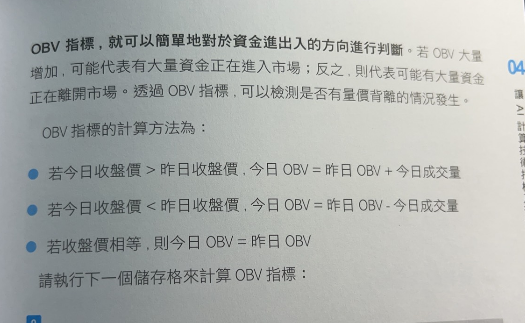 OBV 指標，就可以簡單地對於資金進出入的方向進行判斷。若 OBV 大量
增加，可能代表有大量資金正在進入市場；反之，則代表可能有大量資金
正在離開市場。透過 OBV 指標，可以檢測是否有量價背離的情況發生。
OBV 指標的計算方法為：
若今日收盤價 > 昨日收盤價，今日 OBV = 昨日 OBV + 今日成交量
若今日收盤價 < 昨日收盤價，今日 OBV = 昨日 OBV - 今日成交量
若收盤價相等，則今日 OBV = 昨日 OBV
請執行下一個儲存格來計算 OBV 指標：
04
讓 AI 計算技術指標